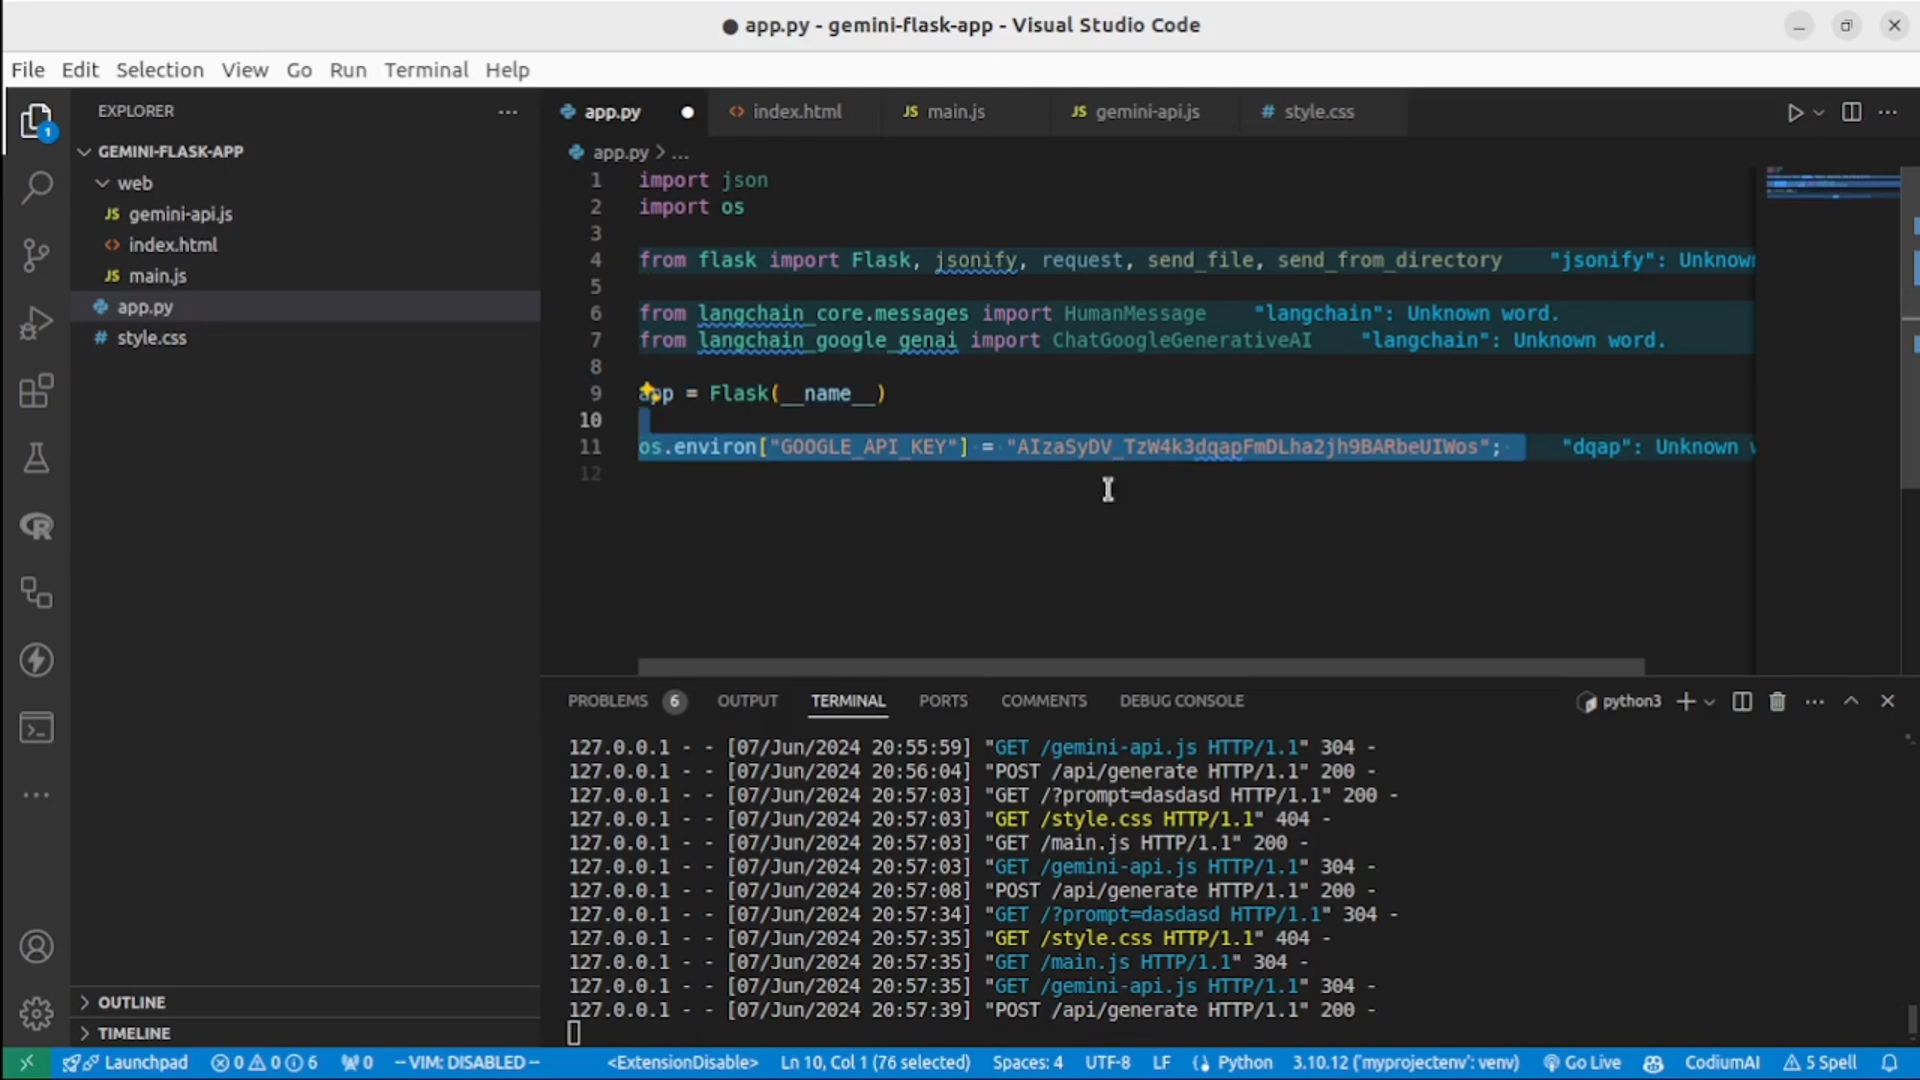 ● app.py - gemini-flask-app - Visual Studio Code
File Edit Selection View Go Run Terminal Help
EXPLORER
GEMINI-FLASK-APP
web
JS gemini-api.js
<> index.html
JS main.js
app.py
# style.css
OUTLINE
TIMELINE
1
app.py
<> index.html
JS main.js
JS gemini-api.js
# style.css
app.py > ...
1 import json
2 import os
3
4 from flask import Flask, jsonify, request, send_file, send_from_directory "jsonify": Unknown
5
6 from langchain_core.messages import HumanMessage "langchain": Unknown word.
7 from langchain_google_genai import ChatGoogleGenerativeAI "langchain": Unknown word.
8
9 app = Flask(__name__)
10
11 os.environ["GOOGLE_API_KEY"] = "AIzaSyDV_TzW4k3dqapFmDLha2jh9BARbeUIWos"; "dqap": Unknown
12
PROBLEMS 6 OUTPUT TERMINAL PORTS COMMENTS DEBUG CONSOLE python3
127.0.0.1 - - [07/Jun/2024 20:55:59] "GET /gemini-api.js HTTP/1.1" 304 -
127.0.0.1 - - [07/Jun/2024 20:56:04] "POST /api/generate HTTP/1.1" 200 -
127.0.0.1 - - [07/Jun/2024 20:57:03] "GET /?prompt=dasdasd HTTP/1.1" 200 -
127.0.0.1 - - [07/Jun/2024 20:57:03] "GET /style.css HTTP/1.1" 404 -
127.0.0.1 - - [07/Jun/2024 20:57:03] "GET /main.js HTTP/1.1" 200 -
127.0.0.1 - - [07/Jun/2024 20:57:03] "GET /gemini-api.js HTTP/1.1" 304 -
127.0.0.1 - - [07/Jun/2024 20:57:08] "POST /api/generate HTTP/1.1" 200 -
127.0.0.1 - - [07/Jun/2024 20:57:34] "GET /?prompt=dasdasd HTTP/1.1" 304 -
127.0.0.1 - - [07/Jun/2024 20:57:35] "GET /style.css HTTP/1.1" 404 -
127.0.0.1 - - [07/Jun/2024 20:57:35] "GET /main.js HTTP/1.1" 304 -
127.0.0.1 - - [07/Jun/2024 20:57:35] "GET /gemini-api.js HTTP/1.1" 304 -
127.0.0.1 - - [07/Jun/2024 20:57:39] "POST /api/generate HTTP/1.1" 200 -
Launchpad 0 0 6 0 -- VIM: DISABLED -- <ExtensionDisable> Ln 10, Col 1 (76 selected) Spaces: 4 UTF-8 LF Python 3.10.12 ('myprojectenv': venv) Go Live CodiumAI 5 Spell